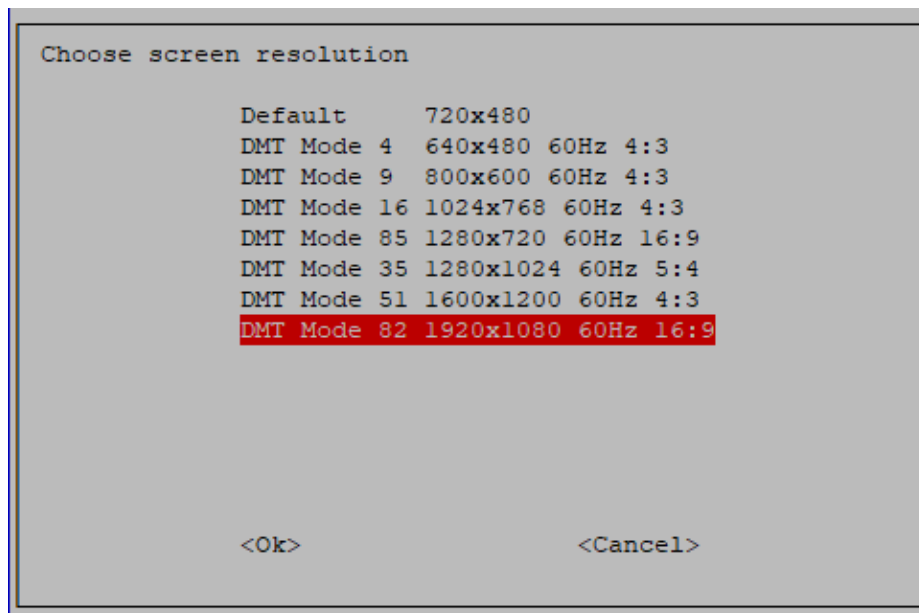 Choose screen resolution
Default 720x480
DMT Mode 4 640x480 60Hz 4:3
DMT Mode 9 800x600 60Hz 4:3
DMT Mode 16 1024x768 60Hz 4:3
DMT Mode 85 1280x720 60Hz 16:9
DMT Mode 35 1280x1024 60Hz 5:4
DMT Mode 51 1600x1200 60Hz 4:3
DMT Mode 82 1920x1080 60Hz 16:9
<Ok> <Cancel>